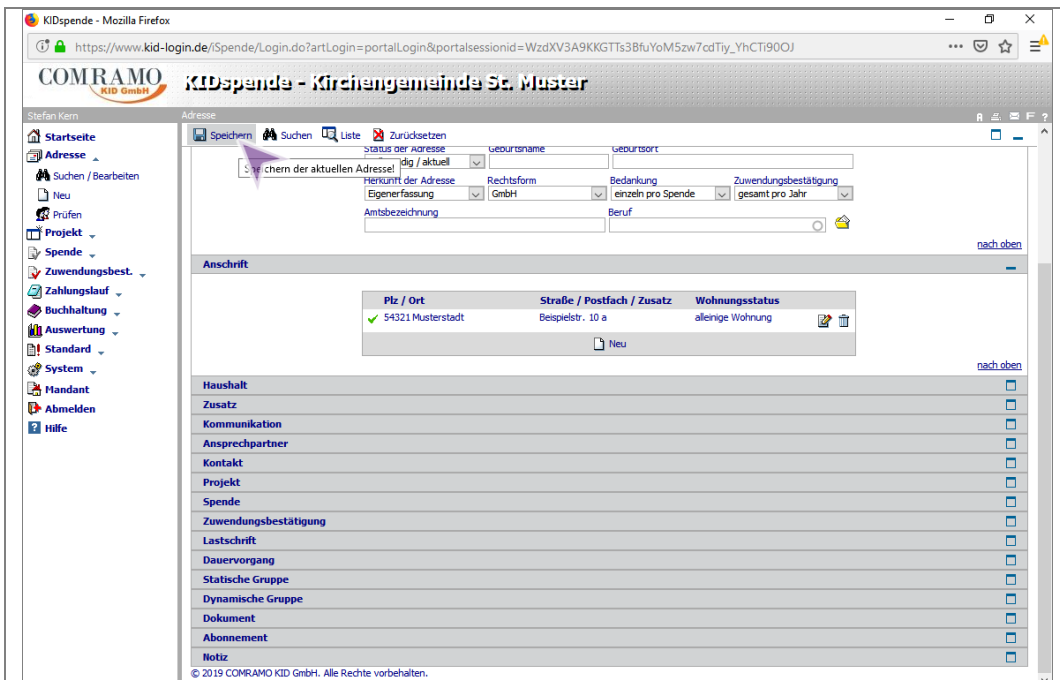 KIDspende - Mozilla Firefox
https://www.kid-login.de/iSpende/Login.do?artLogin=portalLogin&portalsessionid=WzdXV3A9KKGTTs3BfuYoM5zw7cdTiy_YhCTi90OJ
COMRAMO
KID GmbH
KIDspende - Kirchengemeinde St. Muster
Stefan Kern
Adresse
Startseite
Adresse
Suchen / Bearbeiten
Neu
Prüfen
Projekt
Spende
Zuwendungsbest.
Zahlungslauf
Buchhaltung
Auswertung
Standard
System
Mandant
Abmelden
Hilfe
Speichern Suchen Liste Zurücksetzen
Status der Adresse Geburtsname Geburtsort
dig / aktuell
Speichern der aktuellen Adresse!
Herkunft der Adresse Rechtsform Bedankung Zuwendungsbestätigung
Eigenerfassung GmbH einzeln pro Spende gesamt pro Jahr
Amtsbezeichnung Beruf
nach oben
Anschrift
Plz / Ort Straße / Postfach / Zusatz Wohnungsstatus
54321 Musterstadt Beispielstr. 10 a alleinige Wohnung
Neu
nach oben
Haushalt
Zusatz
Kommunikation
Ansprechpartner
Kontakt
Projekt
Spende
Zuwendungsbestätigung
Lastschrift
Dauervorgang
Statische Gruppe
Dynamische Gruppe
Dokument
Abonnement
Notiz
© 2019 COMRAMO KID GmbH. Alle Rechte vorbehalten.